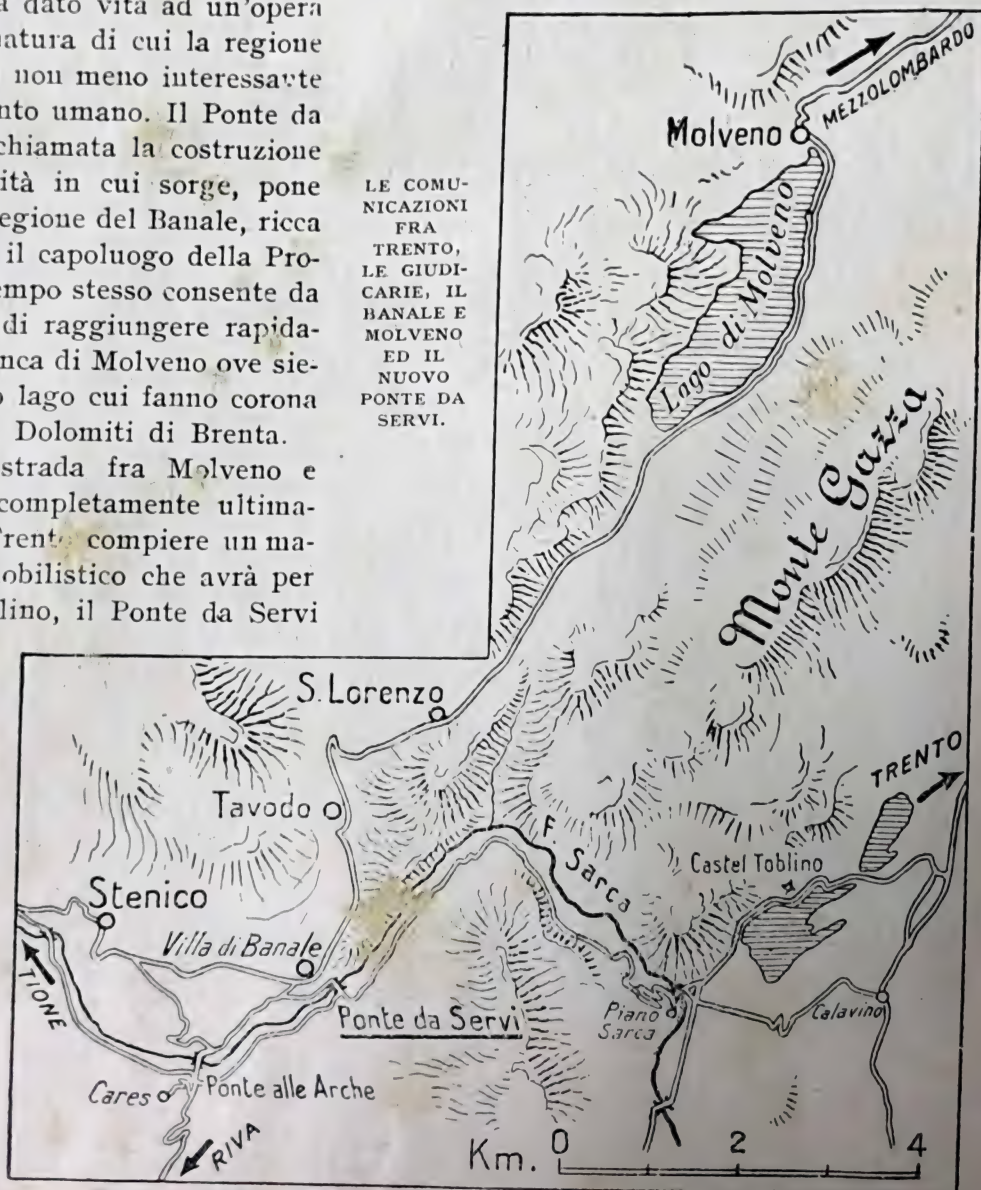 dato vita ad un'opera
natura di cui la regione
non meno interessante
nto umano. Il Ponte da
chiamata la costruzione
ità in cui sorge, pone
egione del Banale, ricca
il capoluogo della Pro-
empo stesso consente da
di raggiungere rapida-
nca di Molveno ove sie-
lago cui fanno corona
Dolomiti di Brenta.
strada fra Molveno e
completamente ultima-
Trento compiere un ma-
obilistico che avrà per
lino, il Ponte da Servi
LE COMU-
NICAZIONI
FRA
TRENTO,
LE GIUDI-
CARIE, IL
BANALE E
MOLVENO
ED IL
NUOVO
PONTE DA
SERVI.
MEZZOLOMBARDO
Molveno
Lago di Molveno
Monte Gazza
S. Lorenzo
TRENTO
Tavodo
F. Sarca
Castel Toblino
Stenico
Villa di Banale
TIONE
Ponte da Servi
Piano
Sarca
Calavino
Cares
Ponte alle Arche
RIVA
Km. 0 2 4